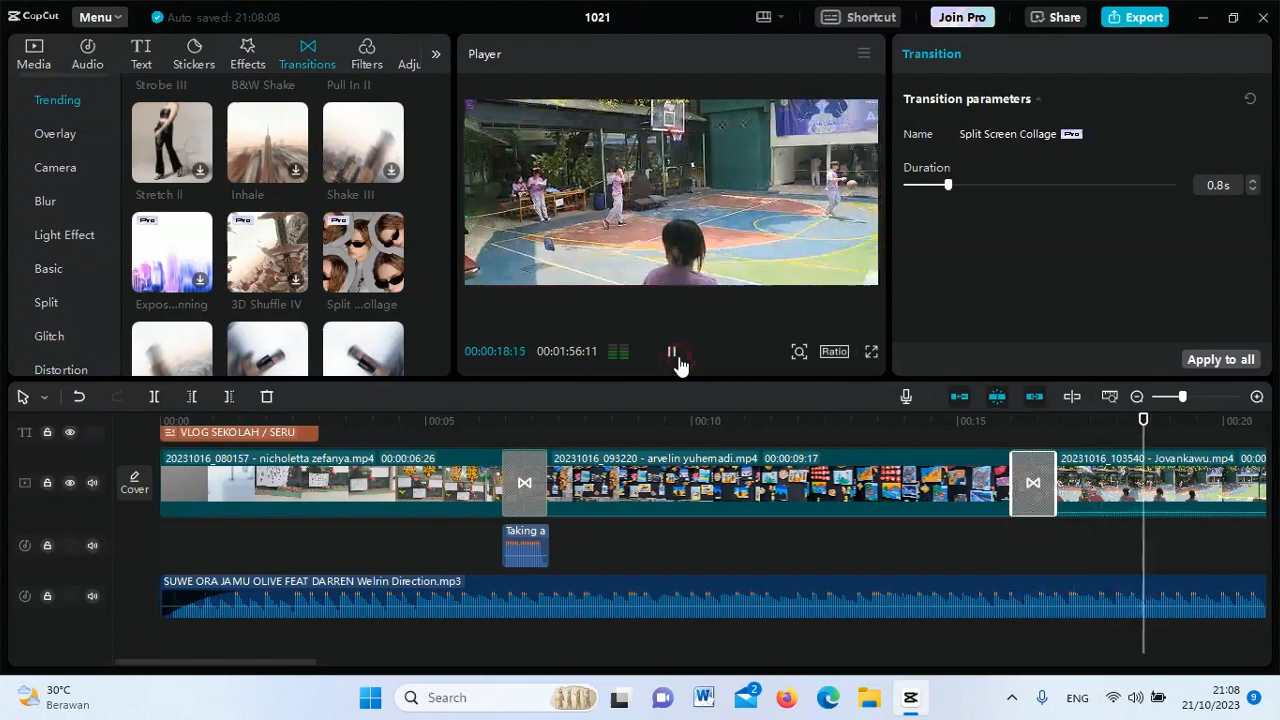 CapCut
Menu
Auto saved: 21:08:08
1021
Shortcut
Join Pro
Share
Export
Media
Audio
Text
Stickers
Effects
Transitions
Filters
Adju
Trending
Overlay
Camera
Blur
Light Effect
Basic
Split
Glitch
Distortion
Strobe III
B&W Shake
Pull In II
Stretch ll
Inhale
Shake III
Pro
Pro
Pro
Expos...nning
3D Shuffle IV
Split ...ollage
Player
00:00:18:15
00:01:56:11
Ratio
Transition
Transition parameters
Name
Split Screen Collage Pro
Duration
0.8s
Apply to all
00:00
00:05
00:10
00:15
00:20
TI
VLOG SEKOLAH / SERU
Cover
20231016_080157 - nicholetta zefanya.mp4 00:00:06:26
20231016_093220 - arvelin yuhemadi.mp4 00:00:09:17
20231016_103540 - Jovankawu.mp4 00:00
Taking a
SUWE ORA JAMU OLIVE FEAT DARREN Welrin Direction.mp3
30°C
Berawan
Search
2
ENG
21:08
21/10/2023
9